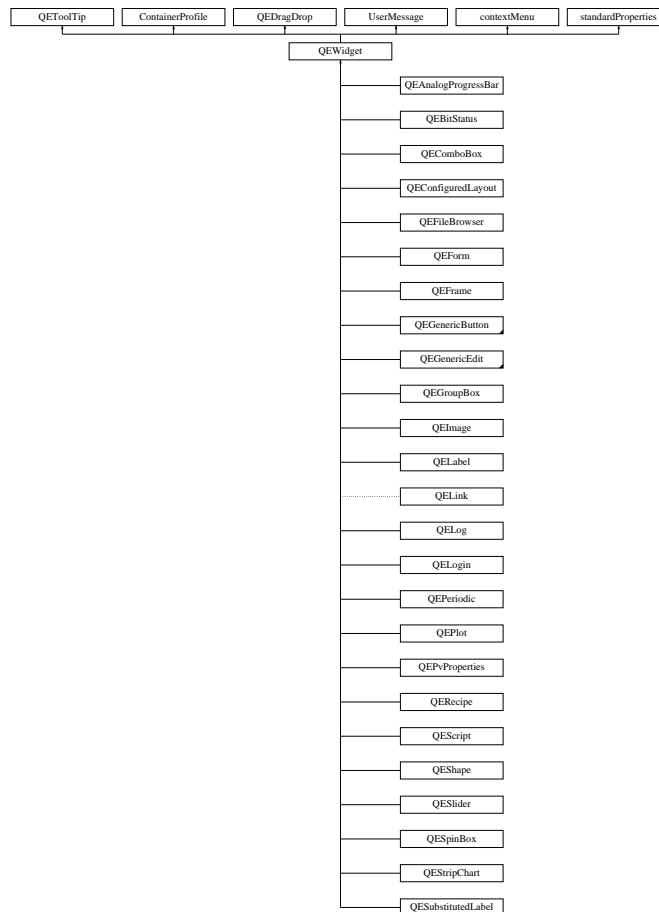 QEToolTip ContainerProfile QEDragDrop UserMessage contextMenu standardProperties
QEWidget
QEAnalogProgressBar
QEBitStatus
QEComboBox
QEConfiguredLayout
QEFileBrowser
QEForm
QEFrame
QEGenericButton
QEGenericEdit
QEGroupBox
QEImage
QELabel
QELink
QELog
QELogin
QEPeriodic
QEPlot
QEPvProperties
QERecipe
QEScript
QEShape
QESlider
QESpinBox
QEStripChart
QESubstitutedLabel